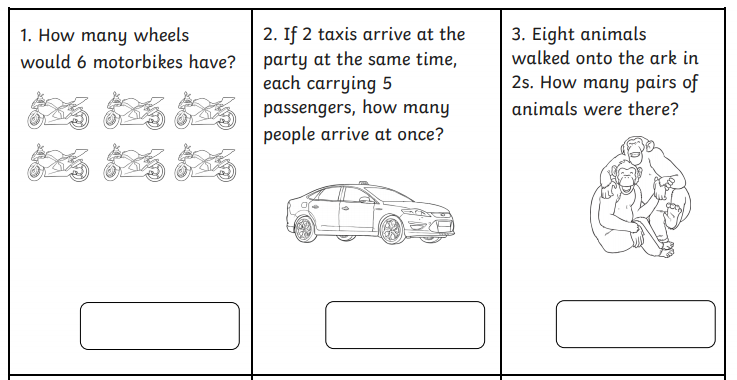 1. How many wheels
would 6 motorbikes have?
2. If 2 taxis arrive at the
party at the same time,
each carrying 5
passengers, how many
people arrive at once?
3. Eight animals
walked onto the ark in
2s. How many pairs of
animals were there?